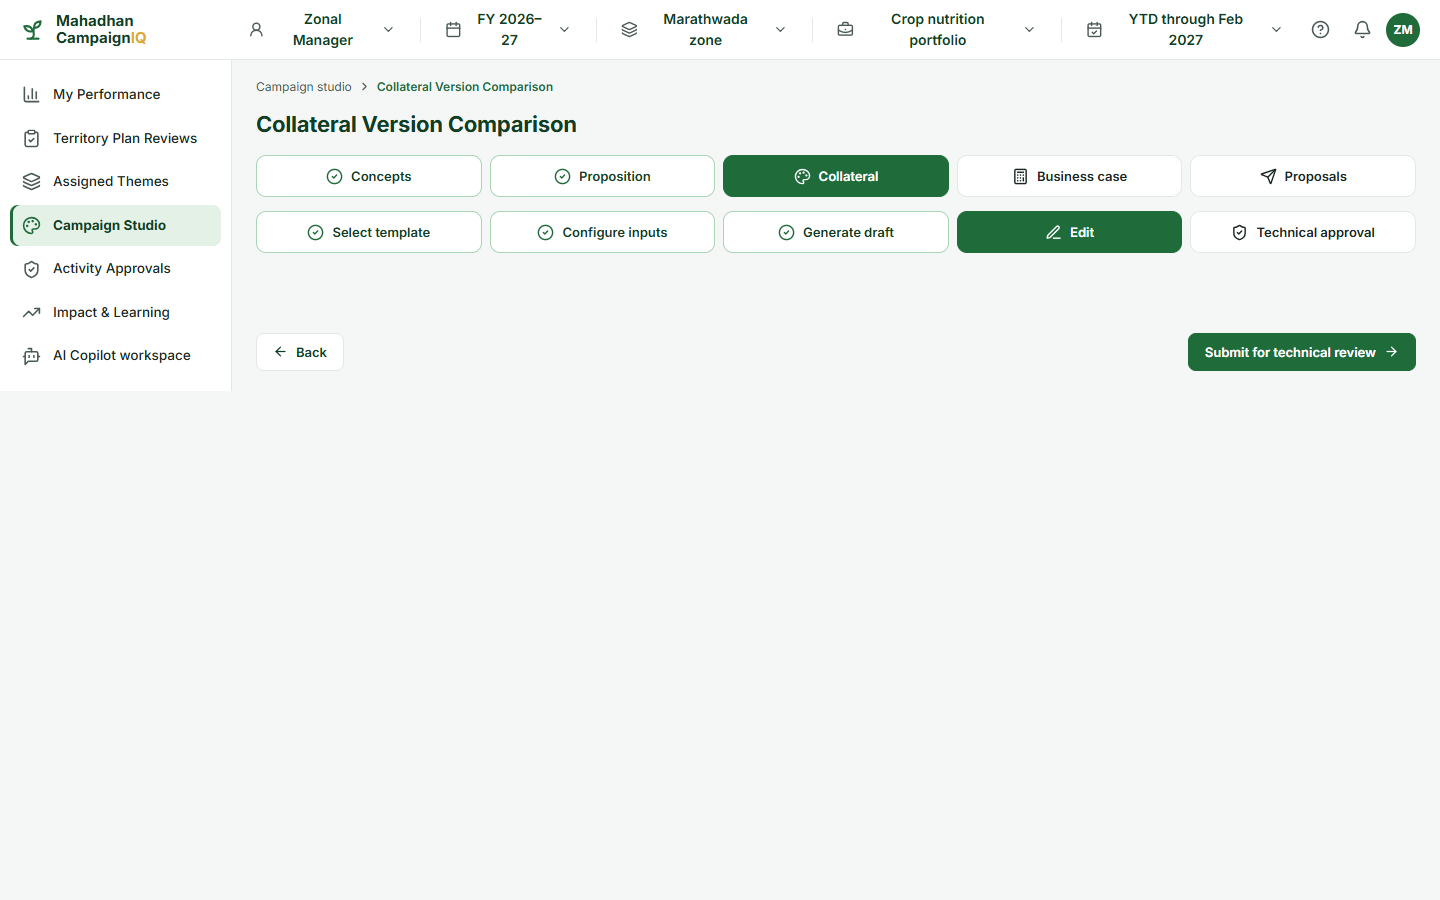 Mahadhan
CampaignIQ
Zonal
Manager
FY 2026–
27
Marathwada
zone
Crop nutrition
portfolio
YTD through Feb
2027
ZM
My Performance
Territory Plan Reviews
Assigned Themes
Campaign Studio
Activity Approvals
Impact & Learning
AI Copilot workspace
Campaign studio > Collateral Version Comparison
Collateral Version Comparison
Concepts
Proposition
Collateral
Business case
Proposals
Select template
Configure inputs
Generate draft
Edit
Technical approval
Back
Submit for technical review